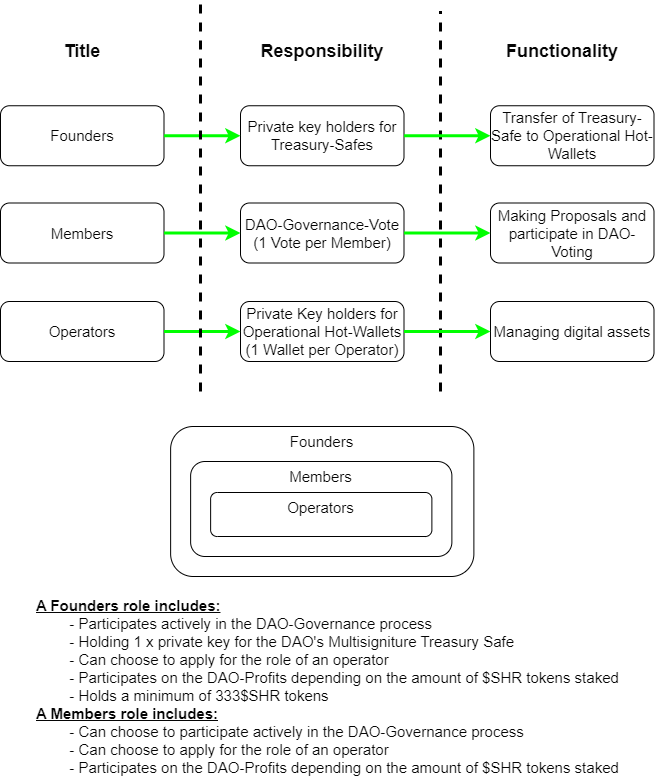 Title
Responsibility
Functionality
Founders
Private key holders for
Treasury-Safes
Transfer of Treasury-
Safe to Operational Hot-
Wallets
Members
DAO-Governance-Vote
(1 Vote per Member)
Making Proposals and
participate in DAO-
Voting
Operators
Private Key holders for
Operational Hot-Wallets
(1 Wallet per Operator)
Managing digital assets
Founders
Members
Operators
A Founders role includes:
- Participates actively in the DAO-Governance process
- Holding 1 x private key for the DAO's Multisigniture Treasury Safe
- Can choose to apply for the role of an operator
- Participates on the DAO-Profits depending on the amount of $SHR tokens staked
- Holds a minimum of 333$SHR tokens
A Members role includes:
- Can choose to participate actively in the DAO-Governance process
- Can choose to apply for the role of an operator
- Participates on the DAO-Profits depending on the amount of $SHR tokens staked